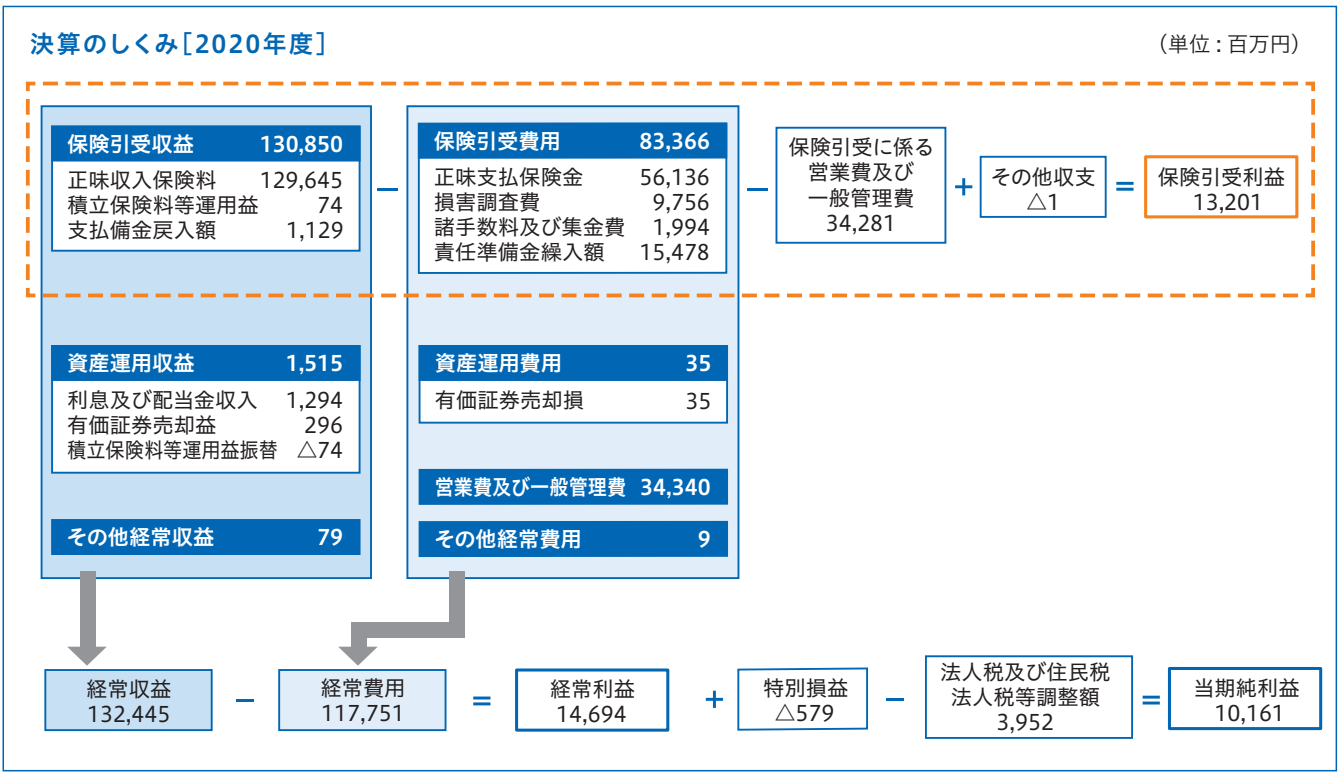 決算のしくみ[2020年度]
（単位：百万円）
保険引受収益 130,850
正味収入保険料 129,645
積立保険料等運用益 74
支払備金戻入額 1,129
−
保険引受費用 83,366
正味支払保険金 56,136
損害調査費 9,756
諸手数料及び集金費 1,994
責任準備金繰入額 15,478
−
保険引受に係る
営業費及び
一般管理費
34,281
+
その他収支
△1
=
保険引受利益
13,201
資産運用収益 1,515
利息及び配当金収入 1,294
有価証券売却益 296
積立保険料等運用益振替 △74
その他経常収益 79
資産運用費用 35
有価証券売却損 35
営業費及び一般管理費 34,340
その他経常費用 9
経常収益
132,445
−
経常費用
117,751
=
経常利益
14,694
+
特別損益
△579
−
法人税及び住民税
法人税等調整額
3,952
=
当期純利益
10,161